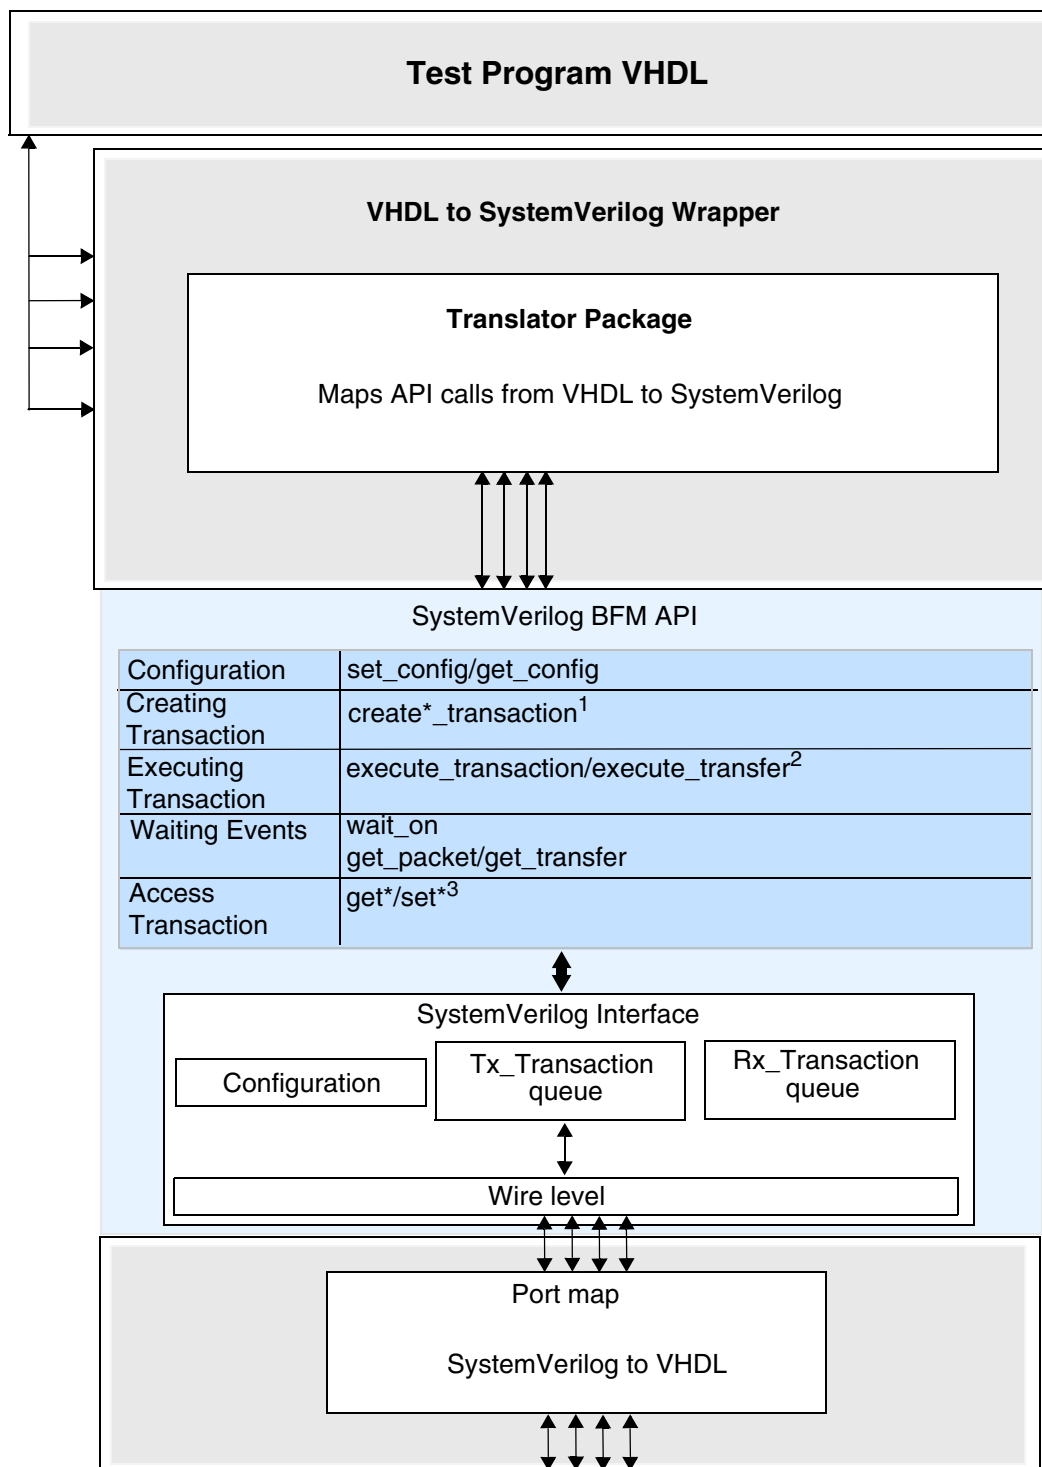 Test Program VHDL
VHDL to SystemVerilog Wrapper
Translator Package
Maps API calls from VHDL to SystemVerilog
SystemVerilog BFM API
Configuration set_config/get_config
Creating
Transaction
create*_transaction1
Executing
Transaction
execute_transaction/execute_transfer2
Waiting Events
wait_on
get_packet/get_transfer
Access
Transaction
get*/set*3
SystemVerilog Interface
Configuration
Tx_Transaction
queue
Rx_Transaction
queue
Wire level
Port map
SystemVerilog to VHDL